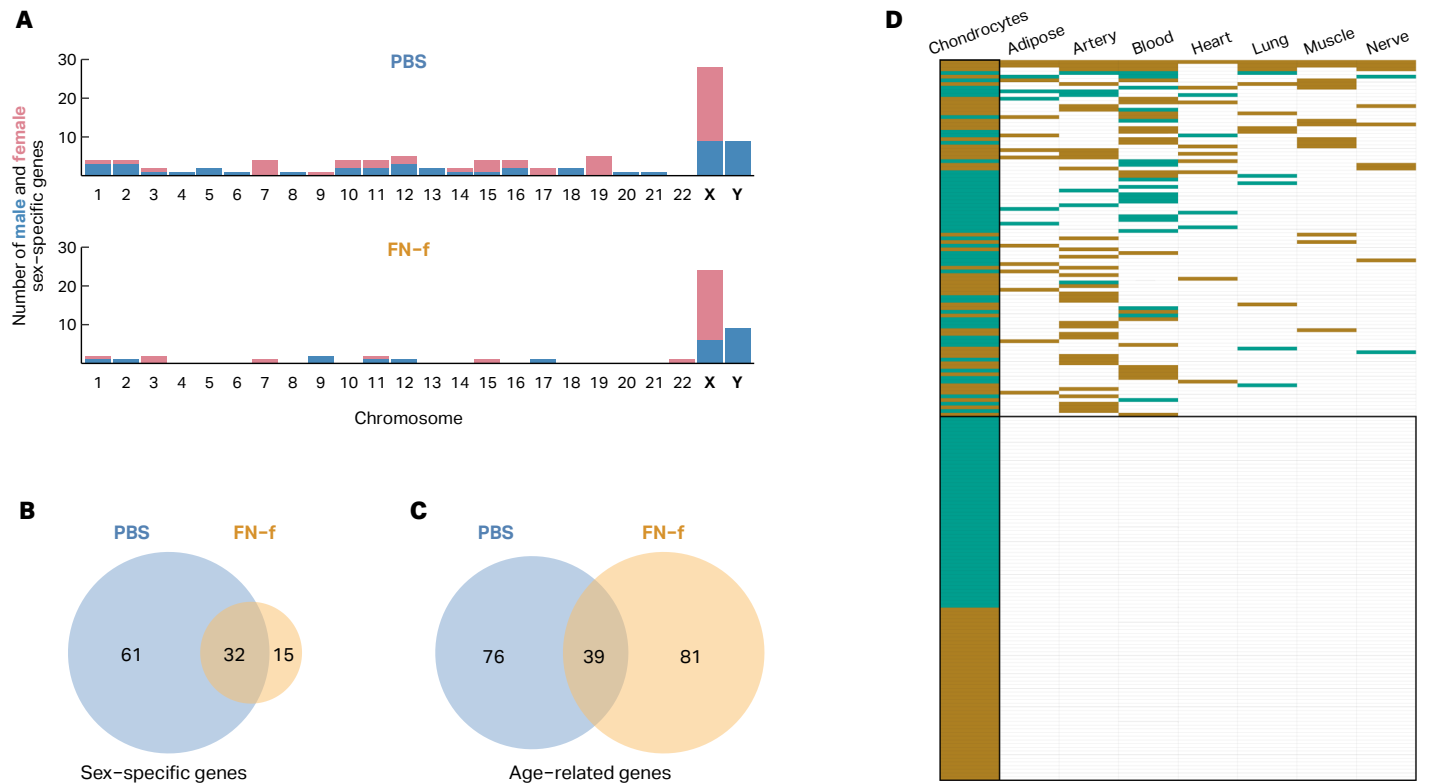 A
PBS
30
20
10
1 2 3 4 5 6 7 8 9 10 11 12 13 14 15 16 17 18 19 20 21 22 X Y
Number of male and female
sex-specific genes
FN-f
30
20
10
1 2 3 4 5 6 7 8 9 10 11 12 13 14 15 16 17 18 19 20 21 22 X Y
Chromosome
B
PBS FN-f
61 32 15
Sex-specific genes
C
PBS FN-f
76 39 81
Age-related genes
D
Chondrocytes Adipose Artery Blood Heart Lung Muscle Nerve